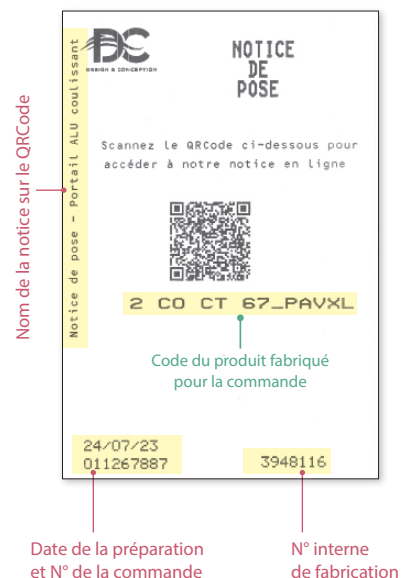 DC
DESIGN & CONCEPTION
NOTICE
DE
POSE
Nom de la notice sur le QRCode
Notice de pose - Portail ALU coulissant
Scannez le QRCode ci-dessous pour
accéder à notre notice en ligne
2 CO CT 67_PAVXL
Code du produit fabriqué
pour la commande
24/07/23
011267887
3948116
Date de la préparation
et N° de la commande
N° interne
de fabrication